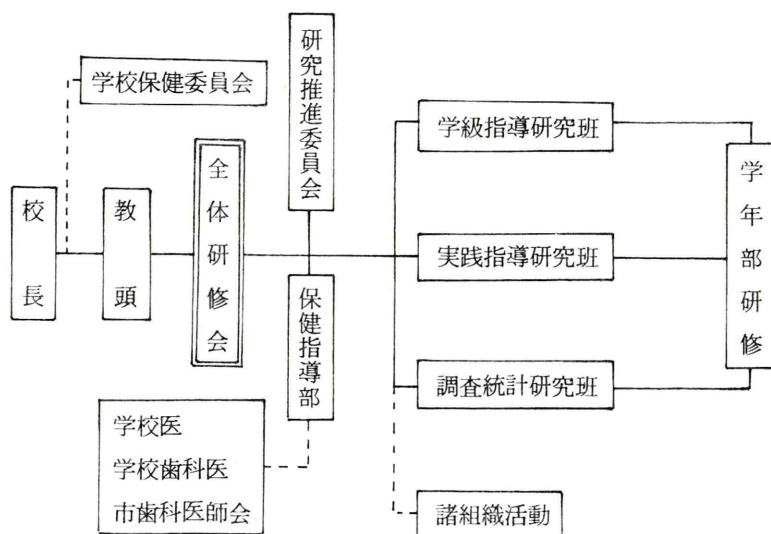 学校保健委員会
校長
教頭
全体研修会
研究推進委員会
保健指導部
学校医
学校歯科医
市歯科医師会
学級指導研究班
実践指導研究班
調査統計研究班
諸組織活動
学年部研修